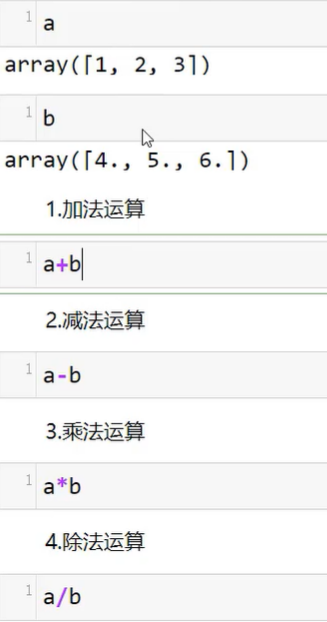 1 a
array([1, 2, 3])
1 b
array([4., 5., 6.])
1.加法运算
1 a+b
2.减法运算
1 a-b
3.乘法运算
1 a*b
4.除法运算
1 a/b